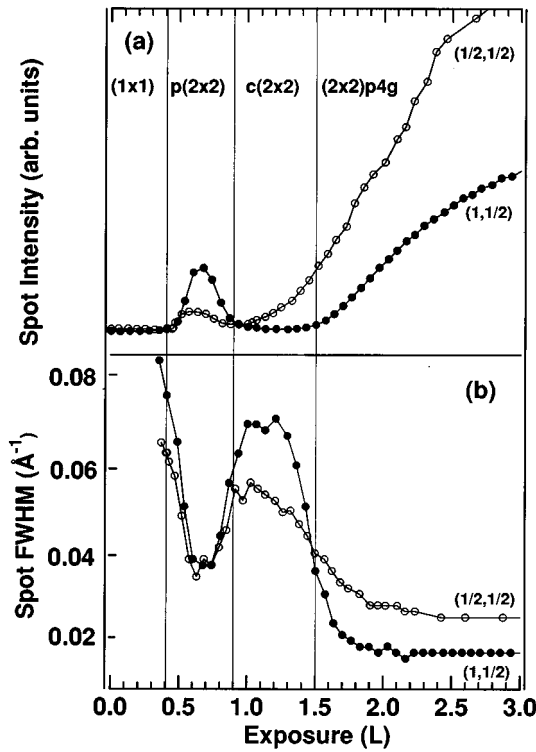 (a)
(1/2,1/2)
(1x1)
p(2x2)
c(2x2)
(2x2)p4g
(1,1/2)
Spot Intensity (arb. units)
(b)
0.08
0.06
0.04
0.02
Spot FWHM (Å⁻¹)
(1/2,1/2)
(1,1/2)
0.0
0.5
1.0
1.5
2.0
2.5
3.0
Exposure (L)